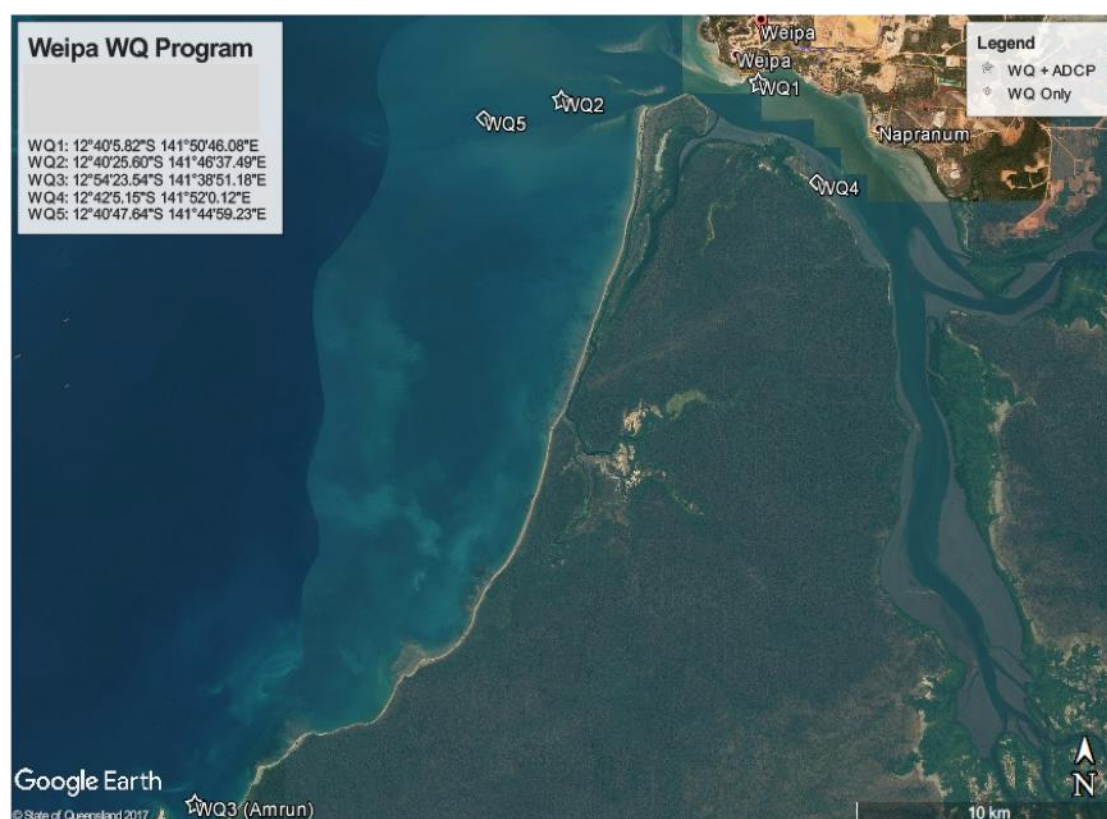 Weipa WQ Program
WQ1: 12°40'5.82"S 141°50'46.08"E
WQ2: 12°40'25.60"S 141°46'37.49"E
WQ3: 12°54'23.54"S 141°38'51.18"E
WQ4: 12°42'5.15"S 141°52'0.12"E
WQ5: 12°40'47.64"S 141°44'59.23"E
Legend
WQ + ADCP
WQ Only
Weipa
Weipa
WQ1
WQ2
WQ5
Napranum
WQ4
WQ3 (Amrun)
Google Earth
© State of Queensland 2017
N
10 km